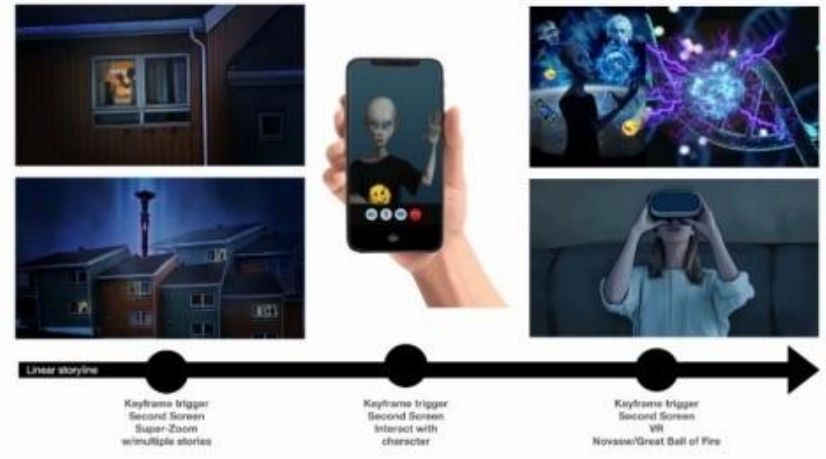 Linear storyline
Keyframe trigger
Second Screen
Super-Zoom
w/multiple stories
Keyframe trigger
Second Screen
Interact with
character
Keyframe trigger
Second Screen
VR
Novasw/Great Ball of Fire